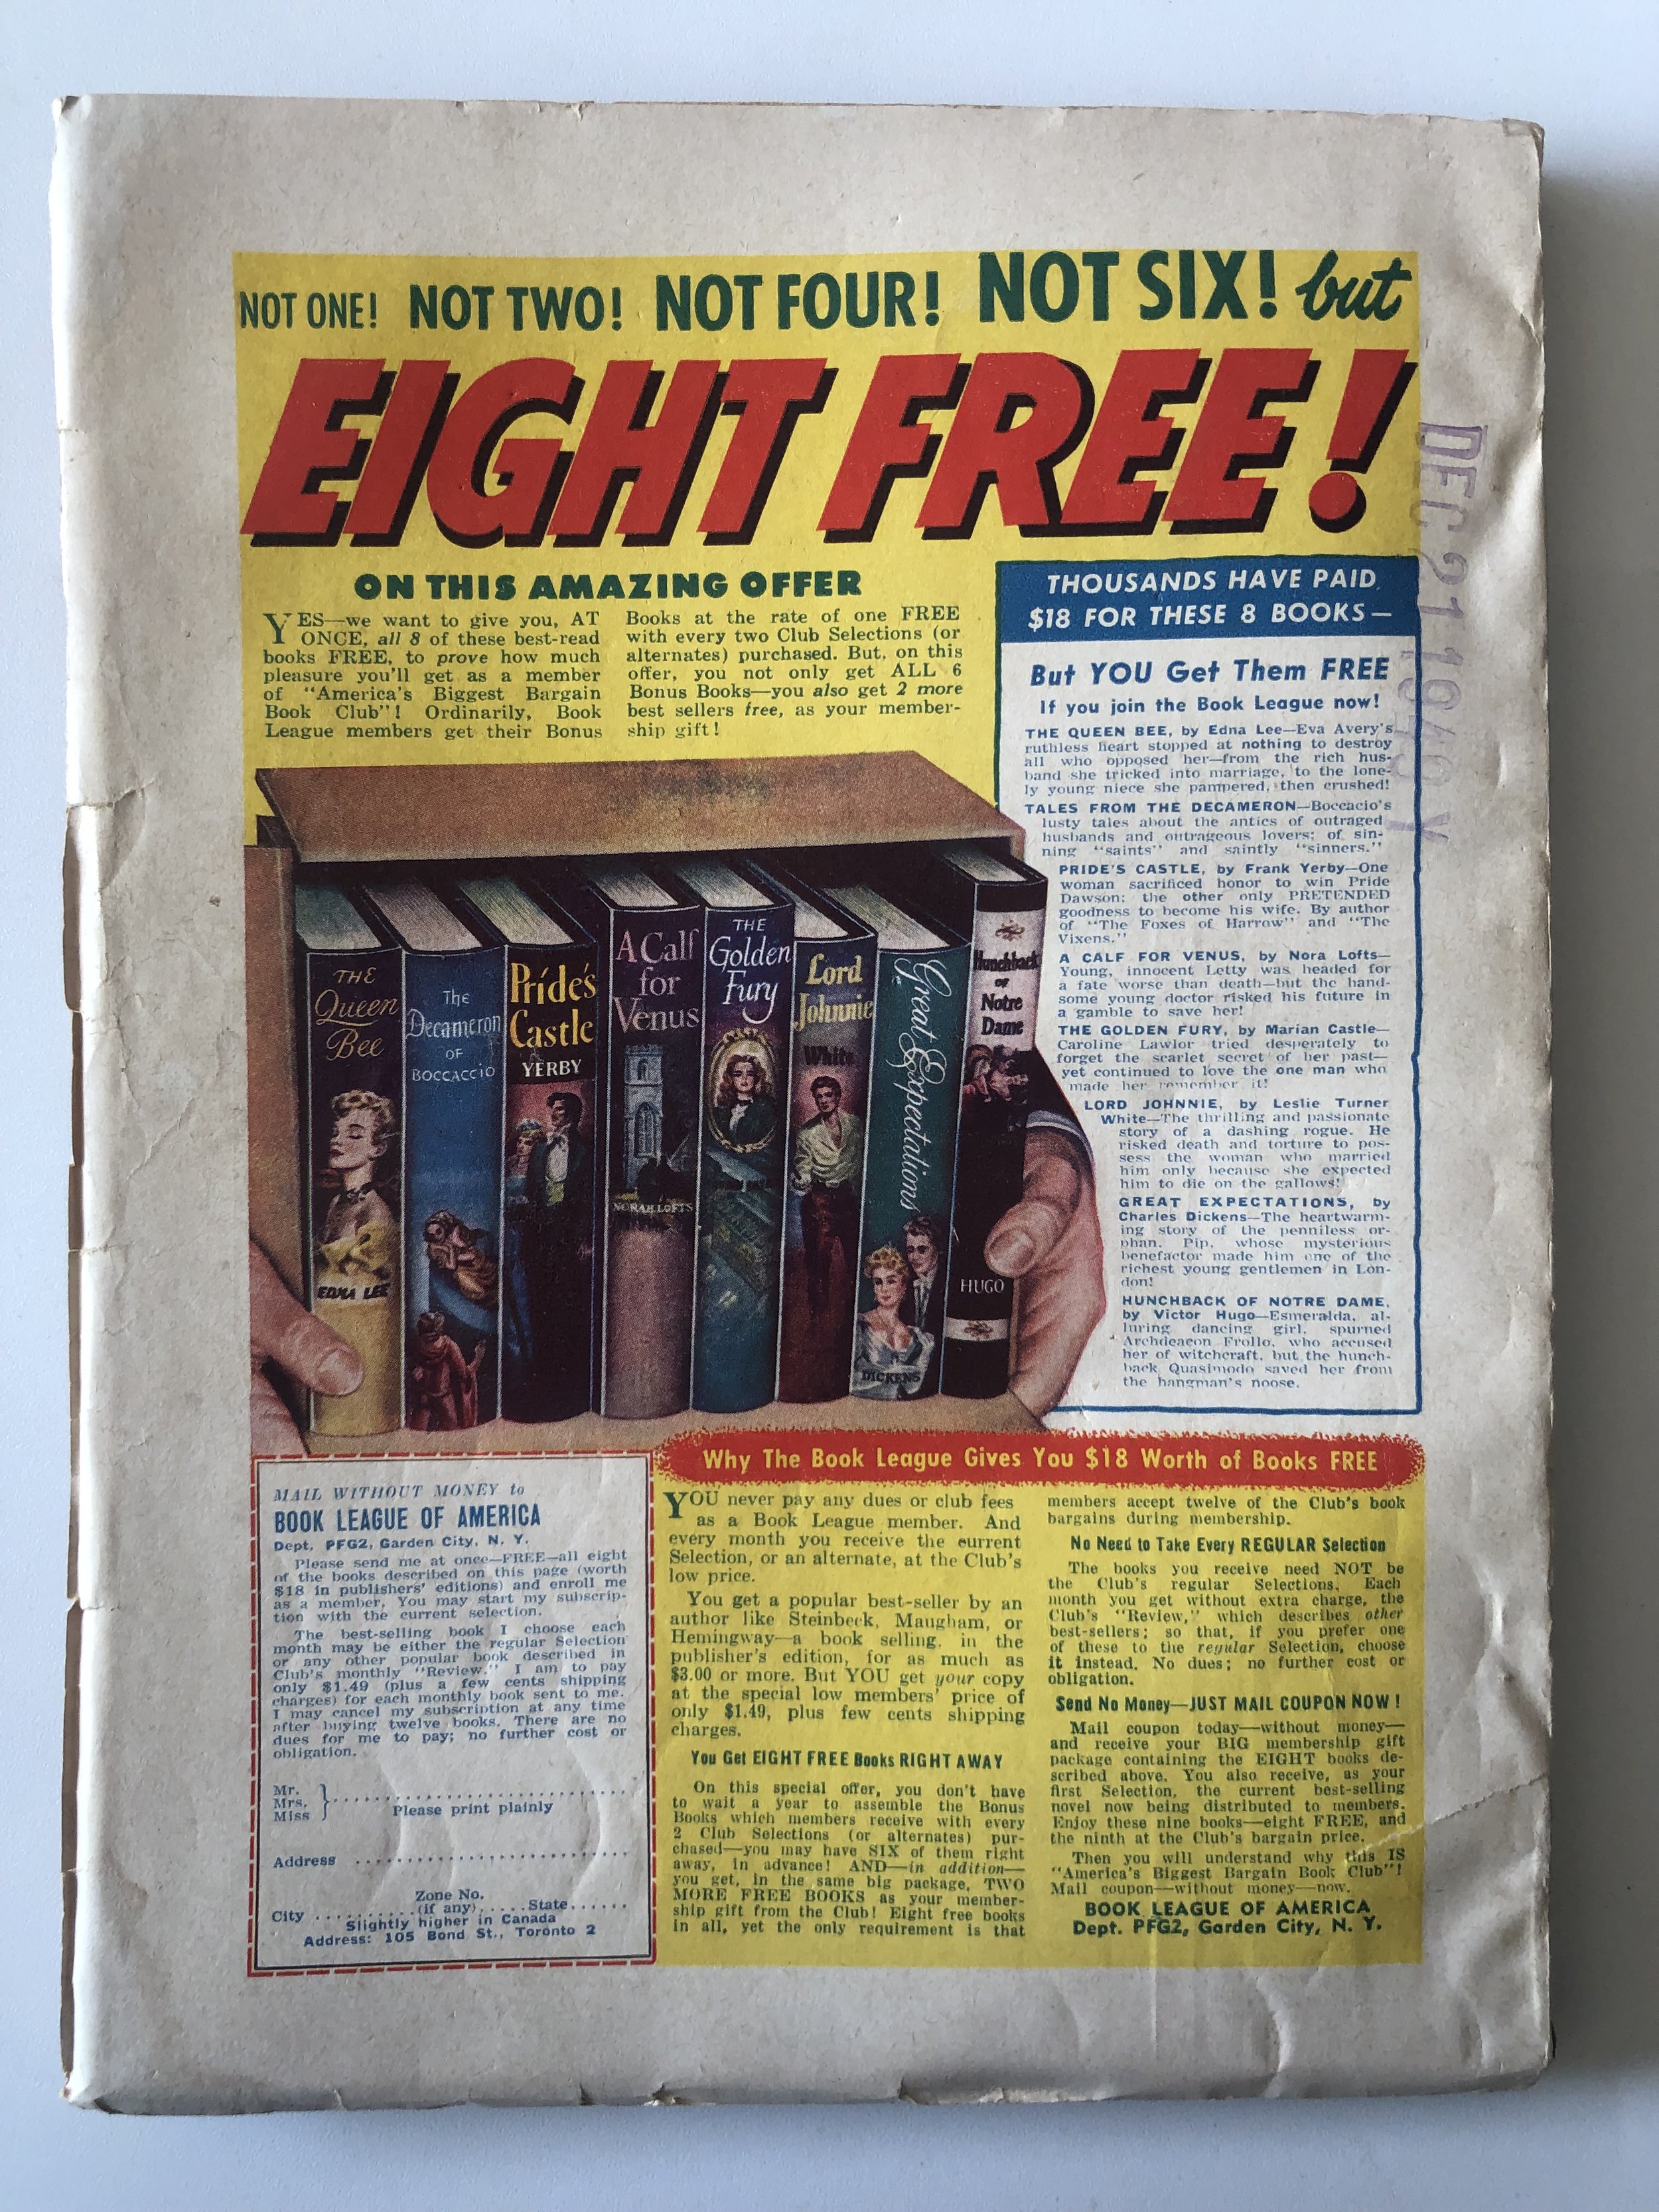 NOT ONE! NOT TWO! NOT FOUR! NOT SIX! but
EIGHT FREE!
ON THIS AMAZING OFFER
YES—we want to give you, AT
ONCE, all 8 of these best-read
books FREE, to prove how much
pleasure you'll get as a member
of "America's Biggest Bargain
Book Club"! Ordinarily, Book
League members get their Bonus
Books at the rate of one FREE
with every two Club Selections (or
alternates) purchased. But, on this
offer, you not only get ALL 6
Bonus Books—you also get 2 more
best sellers free, as your member-
ship gift!
THOUSANDS HAVE PAID
$18 FOR THESE 8 BOOKS—
But YOU Get Them FREE
If you join the Book League now!
THE QUEEN BEE, by Edna Lee—Eva Avery's
ruthless heart stopped at nothing to destroy
all who opposed her—from the rich hus-
band she tricked into marriage, to the lone-
ly young niece she pampered, then crushed!
TALES FROM THE DECAMERON—Boccacio's
lusty tales about the antics of outraged
husbands and outrageous lovers; of sin-
ning "saints" and saintly "sinners."
PRIDE'S CASTLE, by Frank Yerby—One
woman sacrificed honor to win Pride
Dawson; the other only PRETENDED
goodness to become his wife. By author
of "The Foxes of Harrow" and "The
Vixens."
A CALF FOR VENUS, by Nora Lofts—
Young, innocent Letty was headed for
a fate worse than death—but the hand-
some young doctor risked his future in
a gamble to save her!
THE GOLDEN FURY, by Marian Castle—
Caroline Lawlor tried desperately to
forget the scarlet secret of her past—
yet continued to love the one man who
made her remember it!
LORD JOHNNIE, by Leslie Turner
White—The thrilling and passionate
story of a dashing rogue. He
risked death and torture to pos-
sess the woman who married
him only because she expected
him to die on the gallows!
GREAT EXPECTATIONS, by
Charles Dickens—The heartwarm-
ing story of the penniless or-
phan, Pip, whose mysterious
benefactor made him one of the
richest young gentlemen in Lon-
don!
HUNCHBACK OF NOTRE DAME,
by Victor Hugo—Esmeralda, al-
luring dancing girl, spurned
Archdeacon Frollo, who accused
her of witchcraft, but the hunch-
back Quasimodo saved her from
the hangman's noose.
DEC 21 1949
THE
Queen
Bee
EDNA LEE
The
Decameron
OF
BOCCACCIO
Pride's
Castle
YERBY
A Calf
for
Venus
NORAH LOFTS
THE
Golden
Fury
Lord
Johnnie
White
Great Expectations
DICKENS
Hunchback
OF
Notre
Dame
HUGO
MAIL WITHOUT MONEY to
BOOK LEAGUE OF AMERICA
Dept. PFG2, Garden City, N. Y.
Please send me at once—FREE—all eight
of the books described on this page (worth
$18 in publishers' editions) and enroll me
as a member. You may start my subscrip-
tion with the current selection.
The best-selling book I choose each
month may be either the regular Selection
or any other popular book described in
Club's monthly "Review." I am to pay
only $1.49 (plus a few cents shipping
charges) for each monthly book sent to me.
I may cancel my subscription at any time
after buying twelve books. There are no
dues for me to pay; no further cost or
obligation.
Mr.
Mrs.
Miss
Please print plainly
Address
Zone No.
City (if any) State
Slightly higher in Canada
Address: 105 Bond St., Toronto 2
Why The Book League Gives You $18 Worth of Books FREE
YOU never pay any dues or club fees
as a Book League member. And
every month you receive the current
Selection, or an alternate, at the Club's
low price.
You get a popular best-seller by an
author like Steinbeck, Maugham, or
Hemingway—a book selling, in the
publisher's edition, for as much as
$3.00 or more. But YOU get your copy
at the special low members' price of
only $1.49, plus few cents shipping
charges.
You Get EIGHT FREE Books RIGHT AWAY
On this special offer, you don't have
to wait a year to assemble the Bonus
Books which members receive with every
2 Club Selections (or alternates) pur-
chased—you may have SIX of them right
away, in advance! AND—in addition—
you get, in the same big package, TWO
MORE FREE BOOKS as your member-
ship gift from the Club! Eight free books
in all, yet the only requirement is that
members accept twelve of the Club's book
bargains during membership.
No Need to Take Every REGULAR Selection
The books you receive need NOT be
the Club's regular Selections. Each
month you get without extra charge, the
Club's "Review," which describes other
best-sellers; so that, if you prefer one
of these to the regular Selection, choose
it instead. No dues; no further cost or
obligation.
Send No Money—JUST MAIL COUPON NOW!
Mail coupon today—without money—
and receive your BIG membership gift
package containing the EIGHT books de-
scribed above. You also receive, as your
first Selection, the current best-selling
novel now being distributed to members.
Enjoy these nine books—eight FREE, and
the ninth at the Club's bargain price.
Then you will understand why this IS
"America's Biggest Bargain Book Club"!
Mail coupon—without money—now.
BOOK LEAGUE OF AMERICA
Dept. PFG2, Garden City, N. Y.